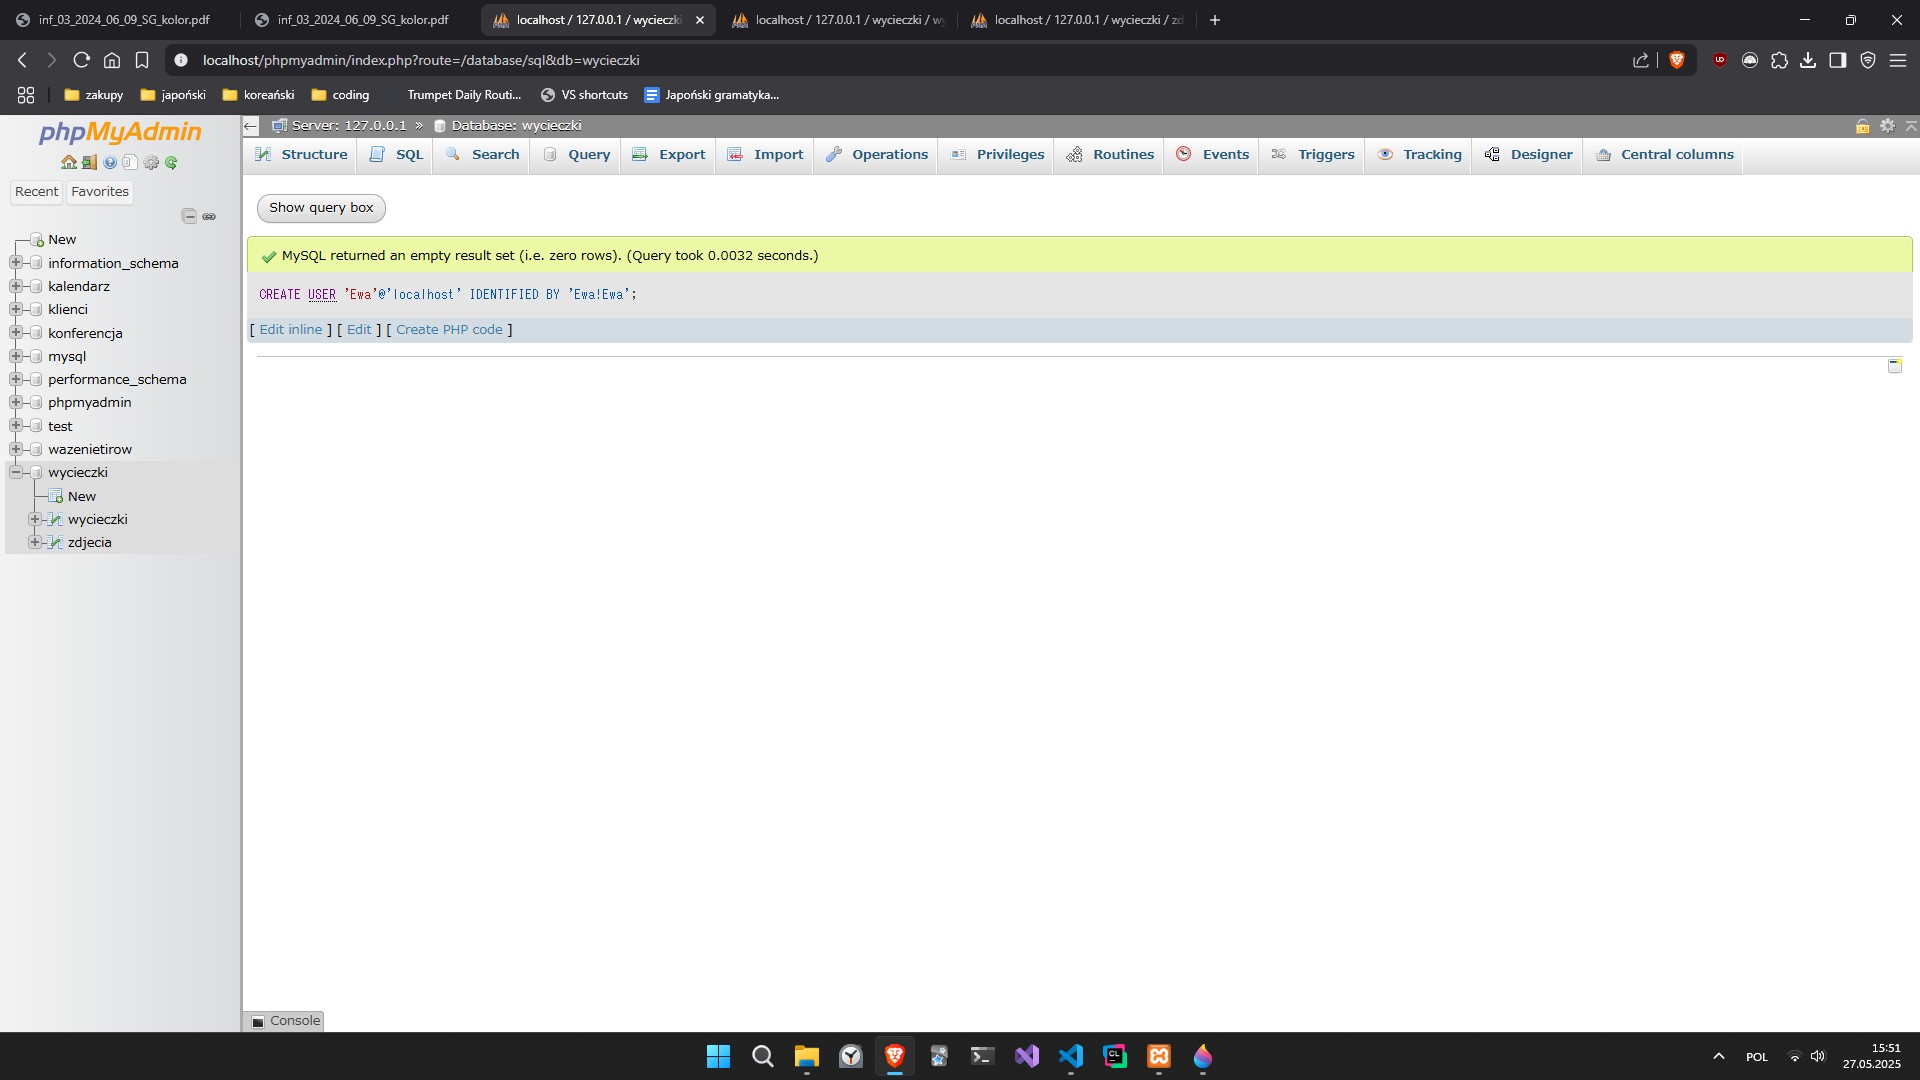 inf_03_2024_06_09_SG_kolor.pdf
inf_03_2024_06_09_SG_kolor.pdf
localhost / 127.0.0.1 / wycieczki
localhost / 127.0.0.1 / wycieczki / wy
localhost / 127.0.0.1 / wycieczki / zd
localhost/phpmyadmin/index.php?route=/database/sql&db=wycieczki
zakupy
japoński
koreański
coding
Trumpet Daily Routi...
VS shortcuts
Japoński gramatyka...
phpMyAdmin
Recent
Favorites
New
information_schema
kalendarz
klienci
konferencja
mysql
performance_schema
phpmyadmin
test
wazenietirow
wycieczki
New
wycieczki
zdjecia
Server: 127.0.0.1 » Database: wycieczki
Structure
SQL
Search
Query
Export
Import
Operations
Privileges
Routines
Events
Triggers
Tracking
Designer
Central columns
Show query box
MySQL returned an empty result set (i.e. zero rows). (Query took 0.0032 seconds.)
CREATE USER 'Ewa'@'localhost' IDENTIFIED BY 'Ewa!Ewa';
[ Edit inline ] [ Edit ] [ Create PHP code ]
Console
POL
15:51
27.05.2025